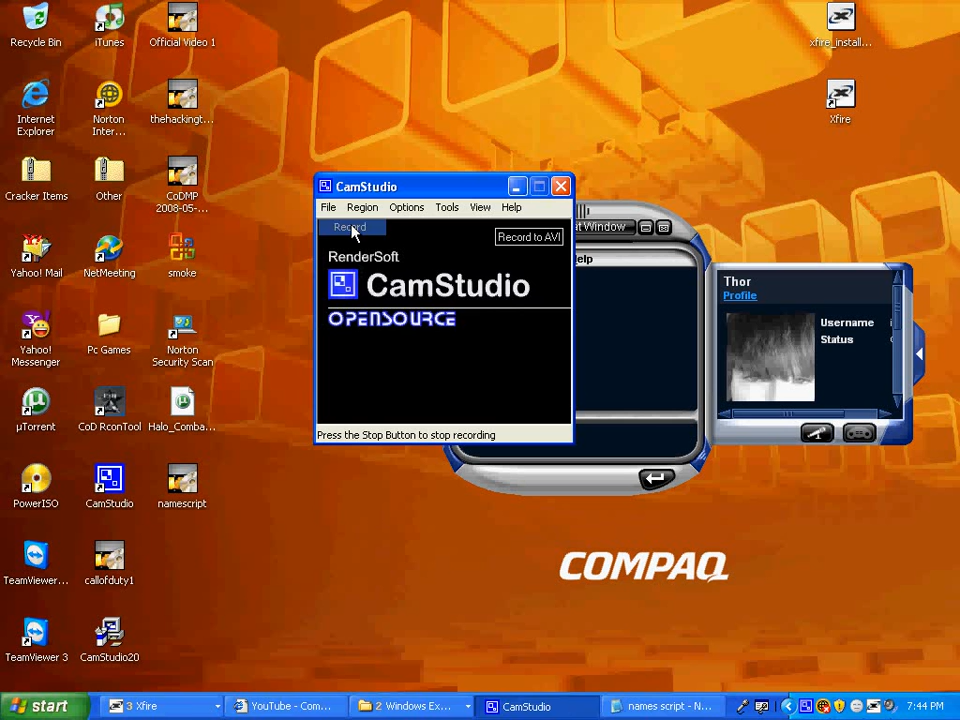 Recycle Bin
iTunes
Official Video 1
xfire_install...
Internet
Explorer
Norton
Inter...
thehackingt...
Xfire
Cracker Items
Other
CoDMP
2008-05-...
CamStudio
File Region Options Tools View Help
Record
Record to AVI
RenderSoft
CamStudio
OPENSOURCE
Press the Stop Button to stop recording
t Window
elp
Thor
Profile
Username
Status
Yahoo! Mail
NetMeeting
smoke
Yahoo!
Messenger
Pc Games
Norton
Security Scan
µTorrent
CoD RconTool
Halo_Comba...
PowerISO
CamStudio
namescript
TeamViewer...
callofduty1
COMPAQ
TeamViewer 3
CamStudio20
start
3 Xfire
YouTube - Com...
2 Windows Ex...
CamStudio
names script - N...
7:44 PM